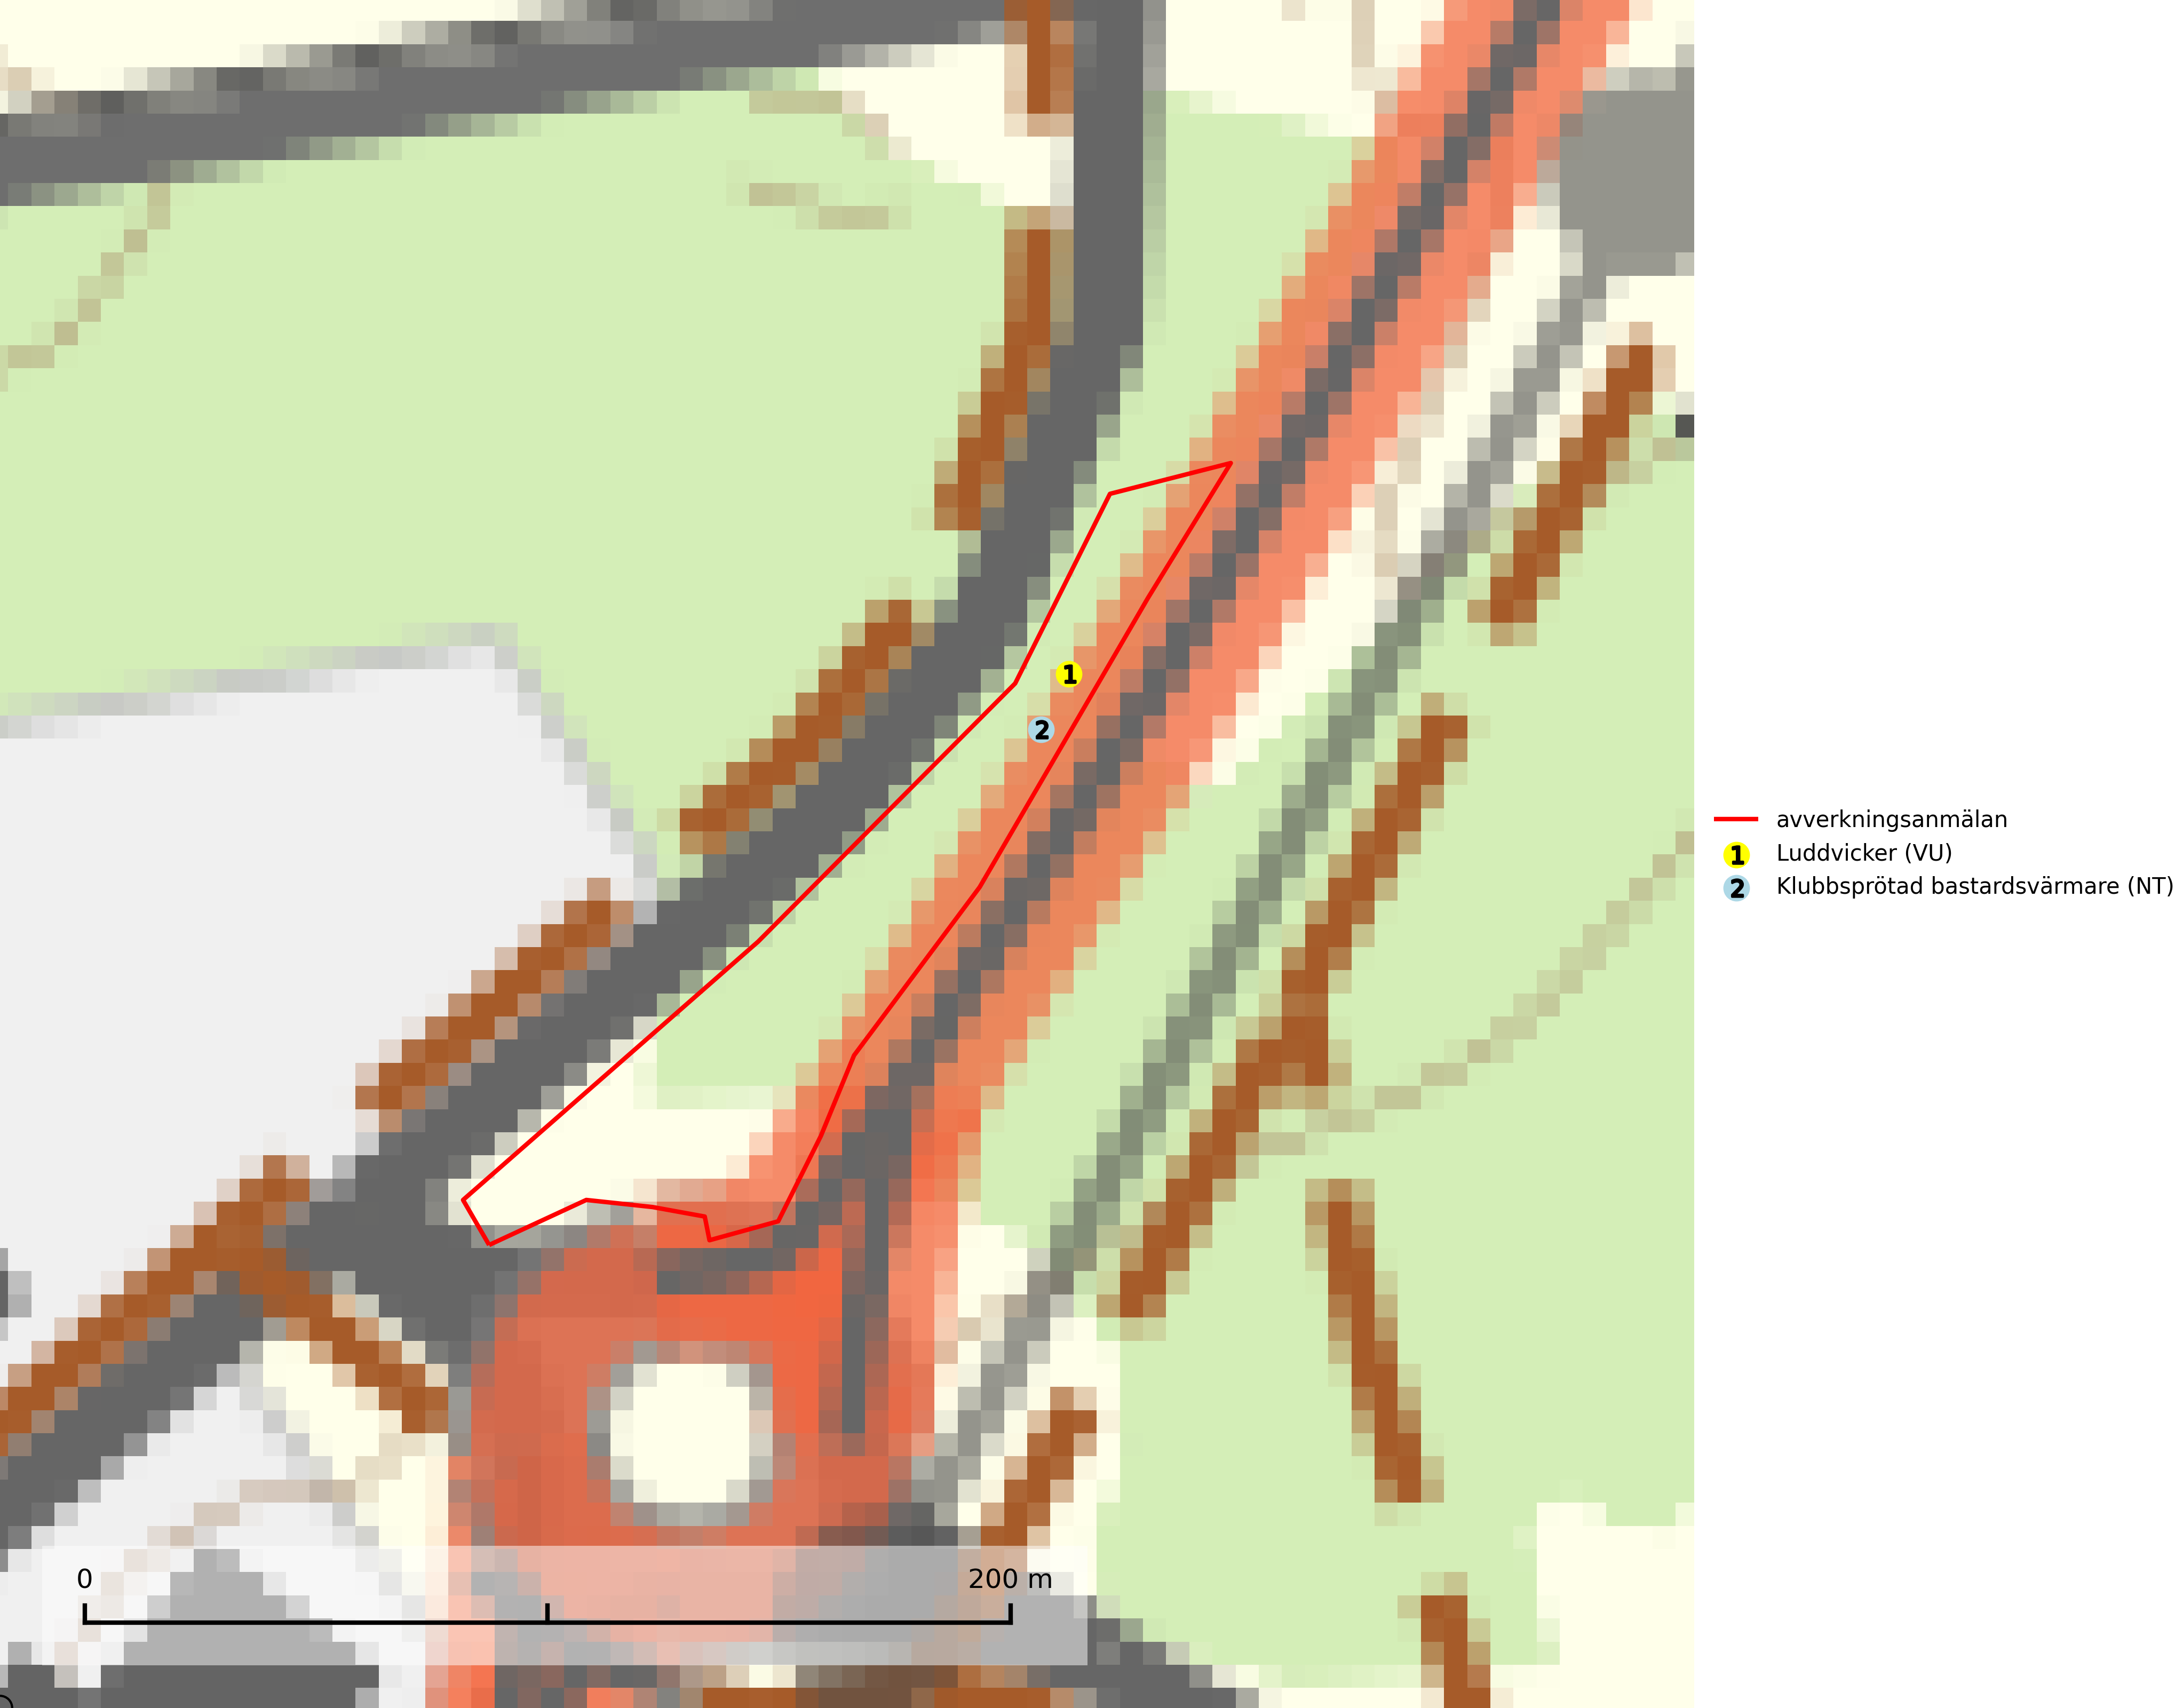 avverkningsanmälan
1 Luddvicker (VU)
2 Klubbsprötad bastardsvärmare (NT)
1
2
0 200 m